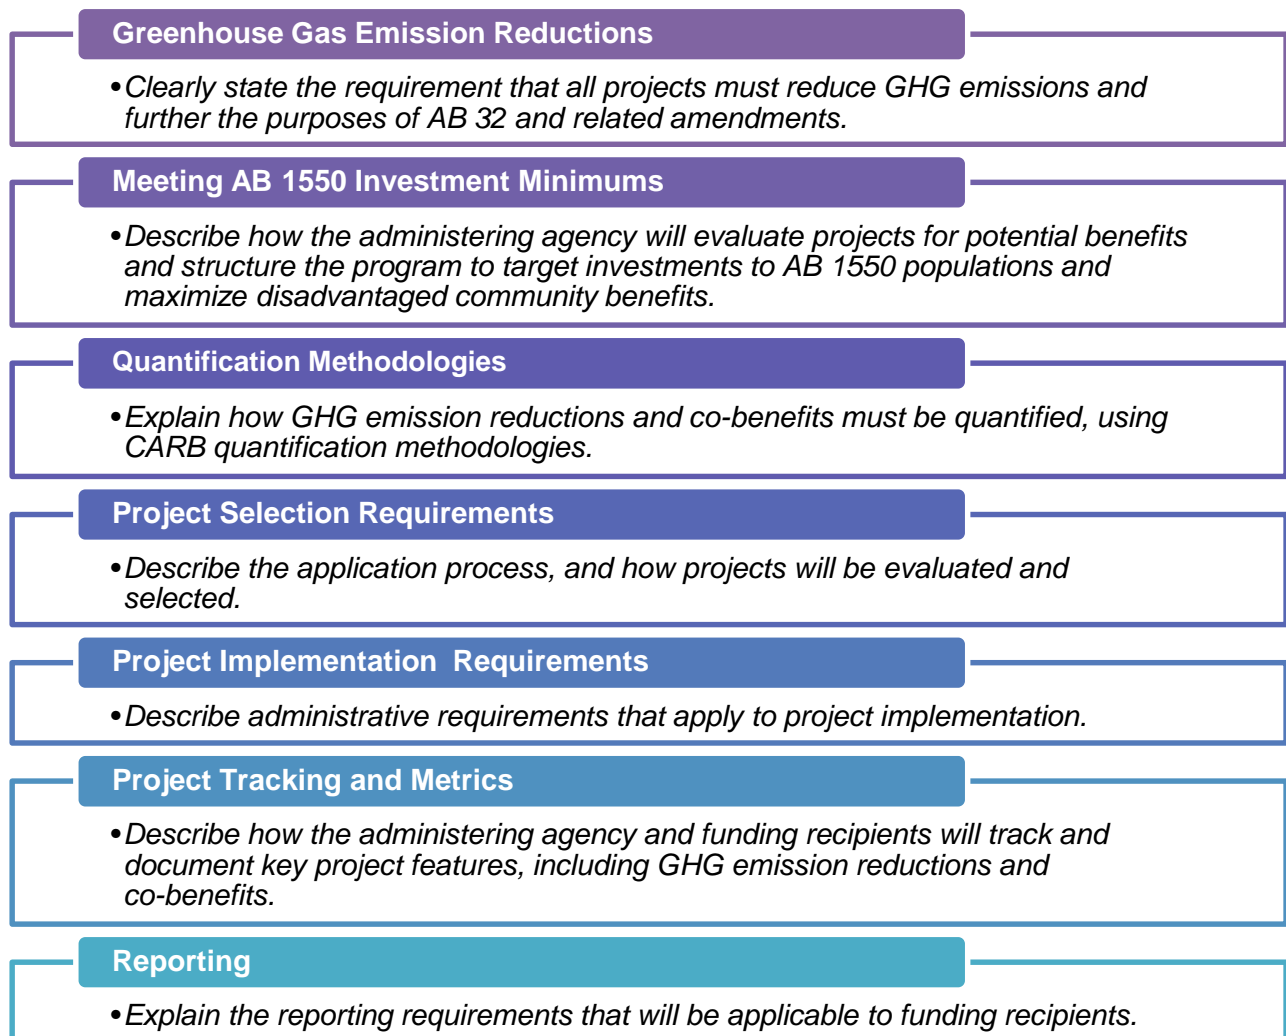 Greenhouse Gas Emission Reductions
•Clearly state the requirement that all projects must reduce GHG emissions and
further the purposes of AB 32 and related amendments.
Meeting AB 1550 Investment Minimums
•Describe how the administering agency will evaluate projects for potential benefits
and structure the program to target investments to AB 1550 populations and
maximize disadvantaged community benefits.
Quantification Methodologies
•Explain how GHG emission reductions and co-benefits must be quantified, using
CARB quantification methodologies.
Project Selection Requirements
•Describe the application process, and how projects will be evaluated and
selected.
Project Implementation  Requirements
•Describe administrative requirements that apply to project implementation.
Project Tracking and Metrics
•Describe how the administering agency and funding recipients will track and
document key project features, including GHG emission reductions and
co-benefits.
Reporting
•Explain the reporting requirements that will be applicable to funding recipients.